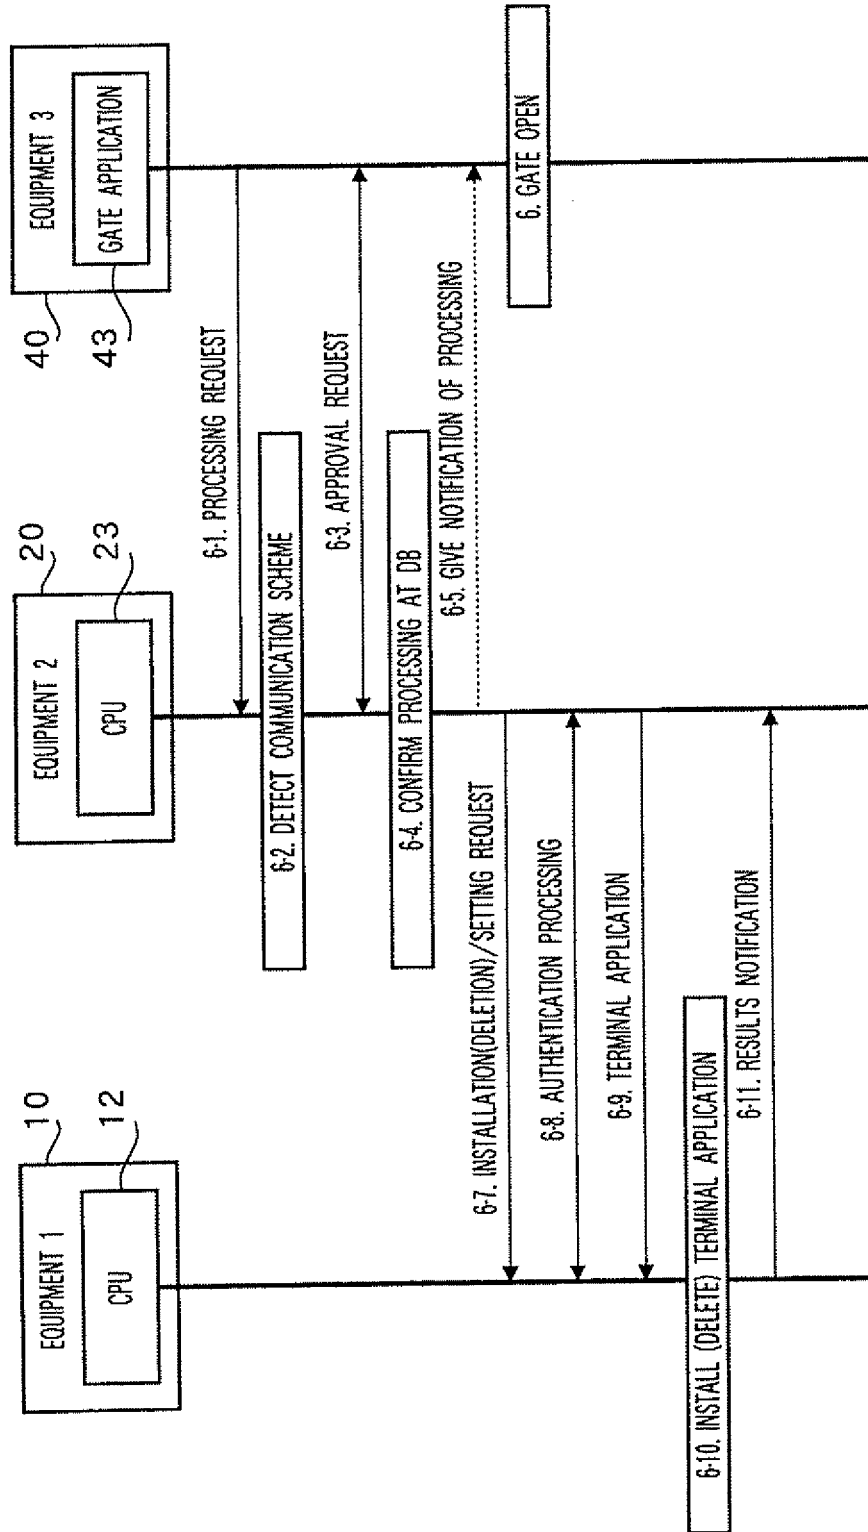 10
EQUIPMENT 1
CPU
12
20
EQUIPMENT 2
CPU
23
40
EQUIPMENT 3
GATE APPLICATION
43
6-1. PROCESSING REQUEST
6-2. DETECT COMMUNICATION SCHEME
6-3. APPROVAL REQUEST
6-4. CONFIRM PROCESSING AT DB
6-5. GIVE NOTIFICATION OF PROCESSING
6. GATE OPEN
6-7. INSTALLATION(DELETION)/SETTING REQUEST
6-8. AUTHENTICATION PROCESSING
6-9. TERMINAL APPLICATION
6-10. INSTALL (DELETE) TERMINAL APPLICATION
6-11. RESULTS NOTIFICATION